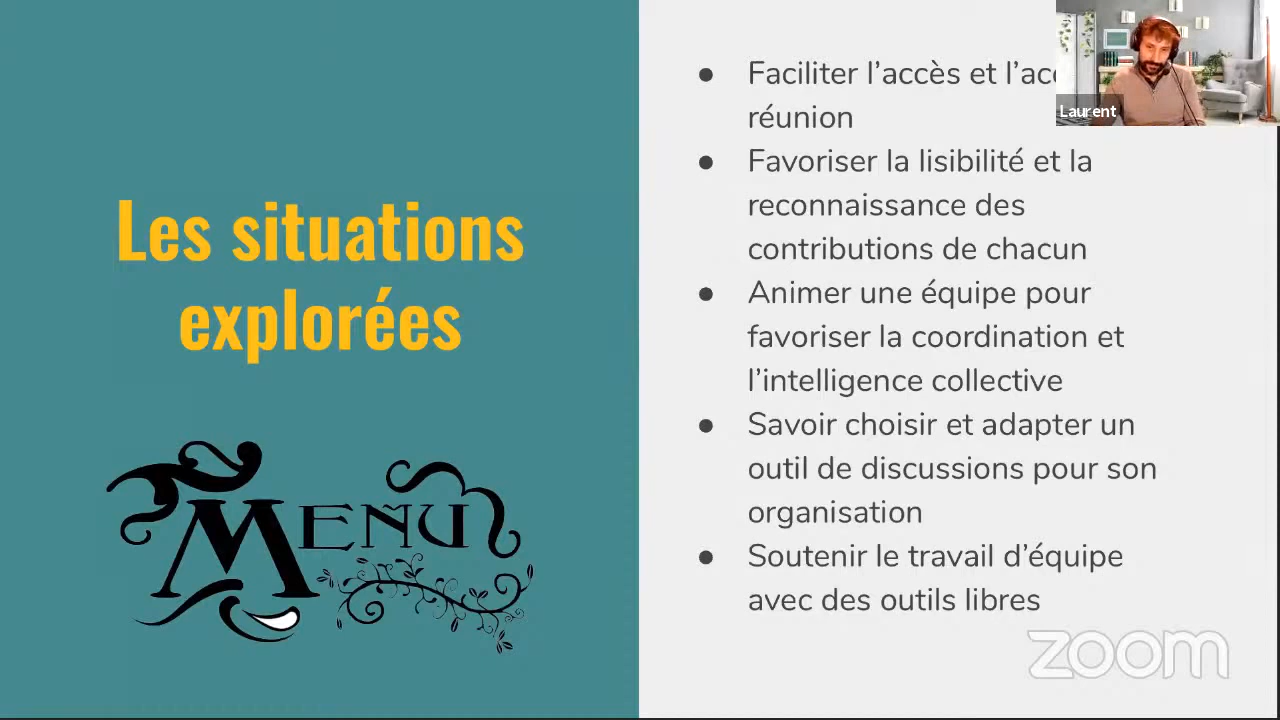 Les situations
explorées
MENU
Faciliter l’accès et l’
réunion
Favoriser la lisibilité et la
reconnaissance des
contributions de chacun
Animer une équipe pour
favoriser la coordination et
l’intelligence collective
Savoir choisir et adapter un
outil de discussions pour son
organisation
Soutenir le travail d’équipe
avec des outils libres
Laurent
zoom